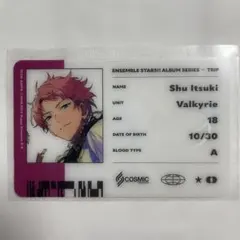 ENSEMBLE STARS!! ALBUM SERIES - TRIP
NAME
Shu Itsuki
UNIT
Valkyrie
AGE
18
DATE OF BIRTH
10/30
BLOOD TYPE
A
COSMIC